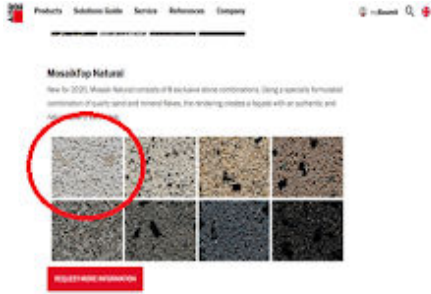 Products Solutions Guide Service References Company
MosaikTop Natural
New for 2020, Mosaik Natural consists of 8 exclusive stone combinations. Using a specially formulated
combination of quartz sand and mineral flakes, the rendering creates a façade with an authentic and
REQUEST MORE INFORMATION